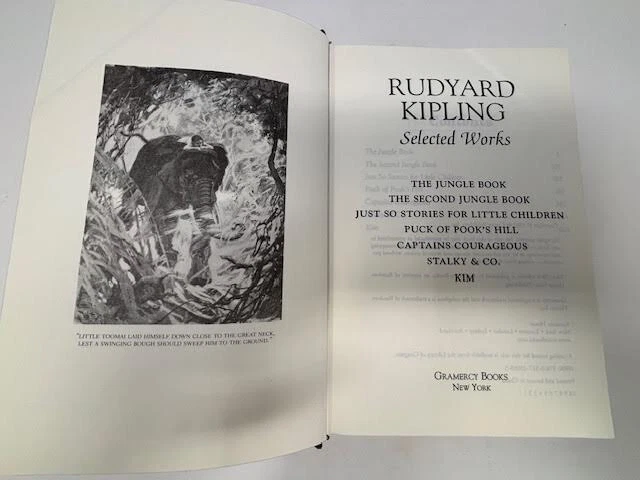 "LITTLE TOOMAI LAID HIMSELF DOWN CLOSE TO THE GREAT NECK,
LEST A SWINGING BOUGH SHOULD SWEEP HIM TO THE GROUND."
RUDYARD
KIPLING
Selected Works
THE JUNGLE BOOK
THE SECOND JUNGLE BOOK
JUST SO STORIES FOR LITTLE CHILDREN
PUCK OF POOK'S HILL
CAPTAINS COURAGEOUS
STALKY & CO.
KIM
GRAMERCY BOOKS
NEW YORK